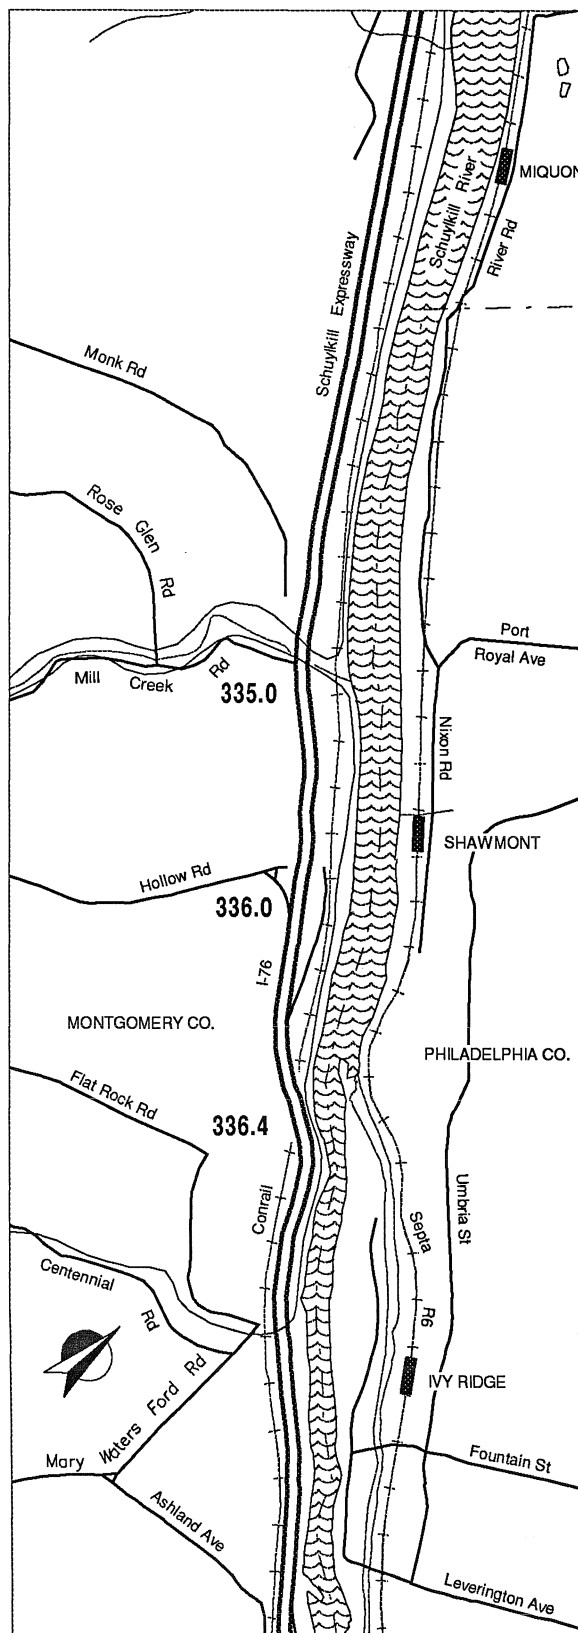 MIQUON
Schuylkill River
River Rd
Schuylkill Expressway
Monk Rd
Rose Glen Rd
Port
Royal Ave
Mill Creek Rd
335.0
Nixon Rd
SHAWMONT
Hollow Rd
336.0
I-76
MONTGOMERY CO.
PHILADELPHIA CO.
Flat Rock Rd
336.4
Conrail
Umbria St
Septa R6
Centennial Rd
IVY RIDGE
Mary Waters Ford Rd
Fountain St
Ashland Ave
Leverington Ave